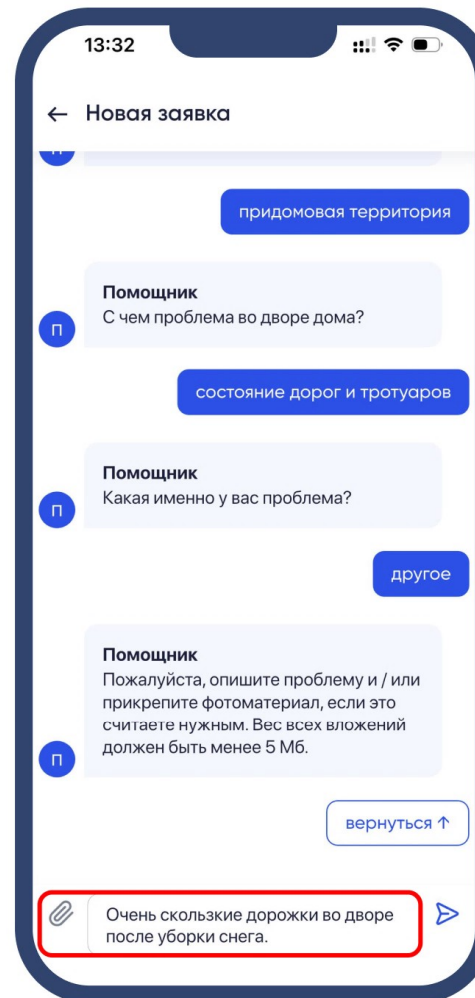 13:32
← Новая заявка
П
придомовая территория
Помощник
С чем проблема во дворе дома?
П
состояние дорог и тротуаров
Помощник
Какая именно у вас проблема?
П
другое
Помощник
Пожалуйста, опишите проблему и / или
прикрепите фотоматериал, если это
считаете нужным. Вес всех вложений
должен быть менее 5 Мб.
П
вернуться ↑
Очень скользкие дорожки во дворе
после уборки снега.